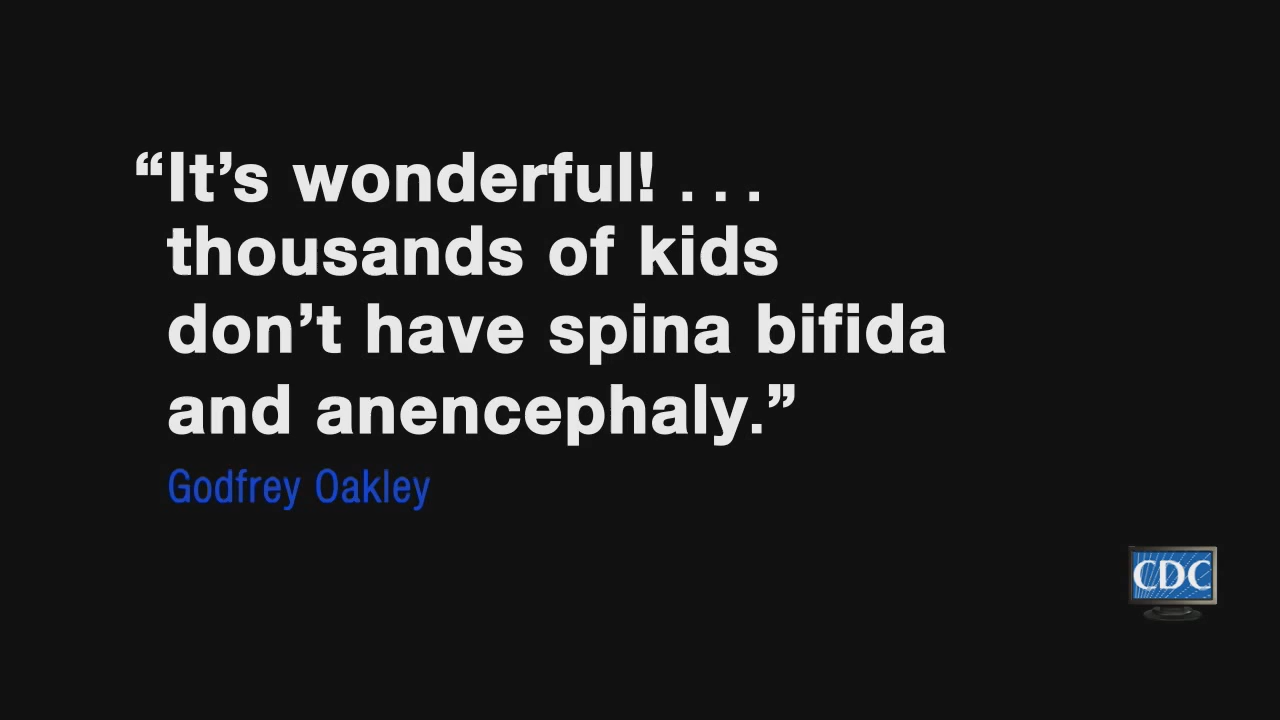 “It’s wonderful! . . .
thousands of kids
don’t have spina bifida
and anencephaly.”
Godfrey Oakley
CDC